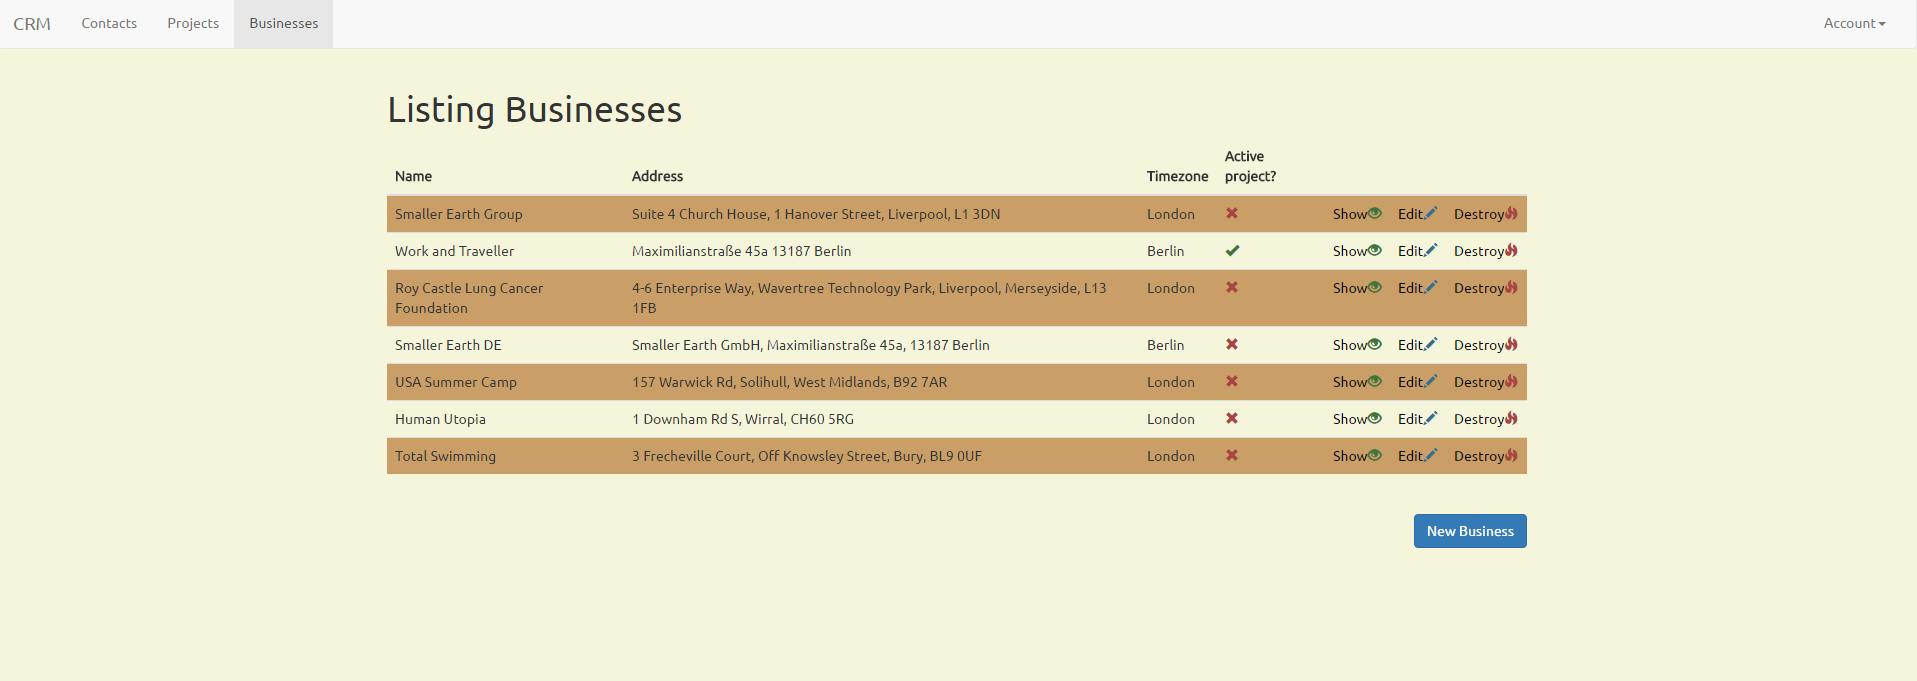 CRM Contacts Projects Businesses Account
Listing Businesses
Name Address Timezone Active project?
Smaller Earth Group Suite 4 Church House, 1 Hanover Street, Liverpool, L1 3DN London Show Edit Destroy
Work and Traveller Maximilianstraße 45a 13187 Berlin Berlin Show Edit Destroy
Roy Castle Lung Cancer Foundation 4-6 Enterprise Way, Wavertree Technology Park, Liverpool, Merseyside, L13 1FB London Show Edit Destroy
Smaller Earth DE Smaller Earth GmbH, Maximilianstraße 45a, 13187 Berlin Berlin Show Edit Destroy
USA Summer Camp 157 Warwick Rd, Solihull, West Midlands, B92 7AR London Show Edit Destroy
Human Utopia 1 Downham Rd S, Wirral, CH60 5RG London Show Edit Destroy
Total Swimming 3 Frecheville Court, Off Knowsley Street, Bury, BL9 0UF London Show Edit Destroy
New Business